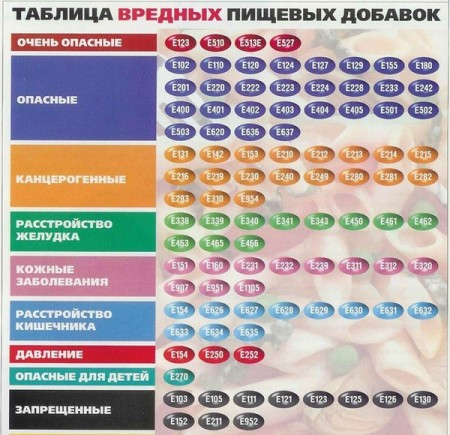 ТАБЛИЦА ВРЕДНЫХ ПИЩЕВЫХ ДОБАВОК
ОЧЕНЬ ОПАСНЫЕ
E123 E510 E513E E527
ОПАСНЫЕ
E102 E110 E120 E124 E127 E129 E155 E180
E201 E220 E222 E223 E224 E228 E233 E242
E400 E401 E402 E403 E404 E405 E501 E502
E503 E620 E636 E637
КАНЦЕРОГЕННЫЕ
E131 E142 E153 E210 E212 E213 E214 E215
E216 E219 E230 E240 E249 E280 E281 E282
E283 E310 E954
РАССТРОЙСТВО
ЖЕЛУДКА
E338 E339 E340 E341 E343 E450 E461 E462
E463 E465 E466
КОЖНЫЕ
ЗАБОЛЕВАНИЯ
E151 E160 E231 E232 E239 E311 E312 E320
E907 E951 E1105
РАССТРОЙСТВО
КИШЕЧНИКА
E154 E626 E627 E628 E629 E630 E631 E632
E633 E634 E635
ДАВЛЕНИЕ
E154 E250 E252
ОПАСНЫЕ ДЛЯ ДЕТЕЙ
E270
ЗАПРЕЩЕННЫЕ
E103 E105 E111 E121 E123 E125 E126 E130
E152 E211 E952